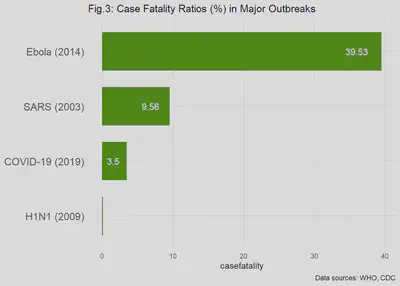 Fig.3: Case Fatality Ratios (%) in Major Outbreaks
Ebola (2014)
39.53
SARS (2003)
9.56
COVID-19 (2019)
3.5
H1N1 (2009)
0 10 20 30 40
casefatality
Data sources: WHO, CDC